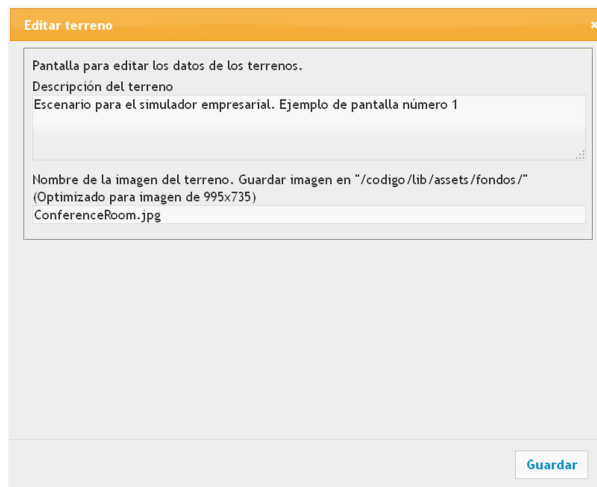 Editar terreno
Pantalla para editar los datos de los terrenos.
Descripción del terreno
Escenario para el simulador empresarial. Ejemplo de pantalla número 1
Nombre de la imagen del terreno. Guardar imagen en "/codigo/lib/assets/fondos/"
(Optimizado para imagen de 995x735)
ConferenceRoom.jpg
Guardar